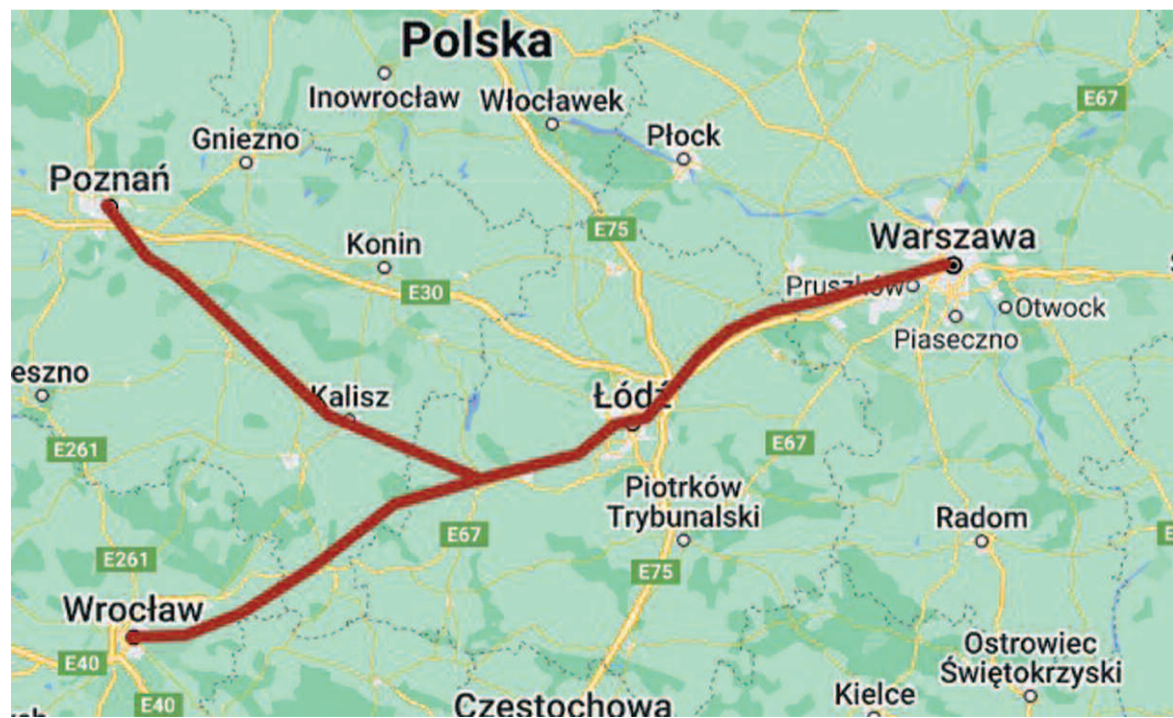 Polska
Inowrocław
Włocławek
E67
Gniezno
Płock
Poznań
E75
Konin
Warszawa
E30
Pruszków
Otwock
Piaseczno
eszno
Kalisz
Łódź
E261
E67
Piotrków
Trybunalski
Radom
E67
E261
E75
Wrocław
E40
Ostrowiec
Świętokrzyski
E40
Częstochowa
Kielce